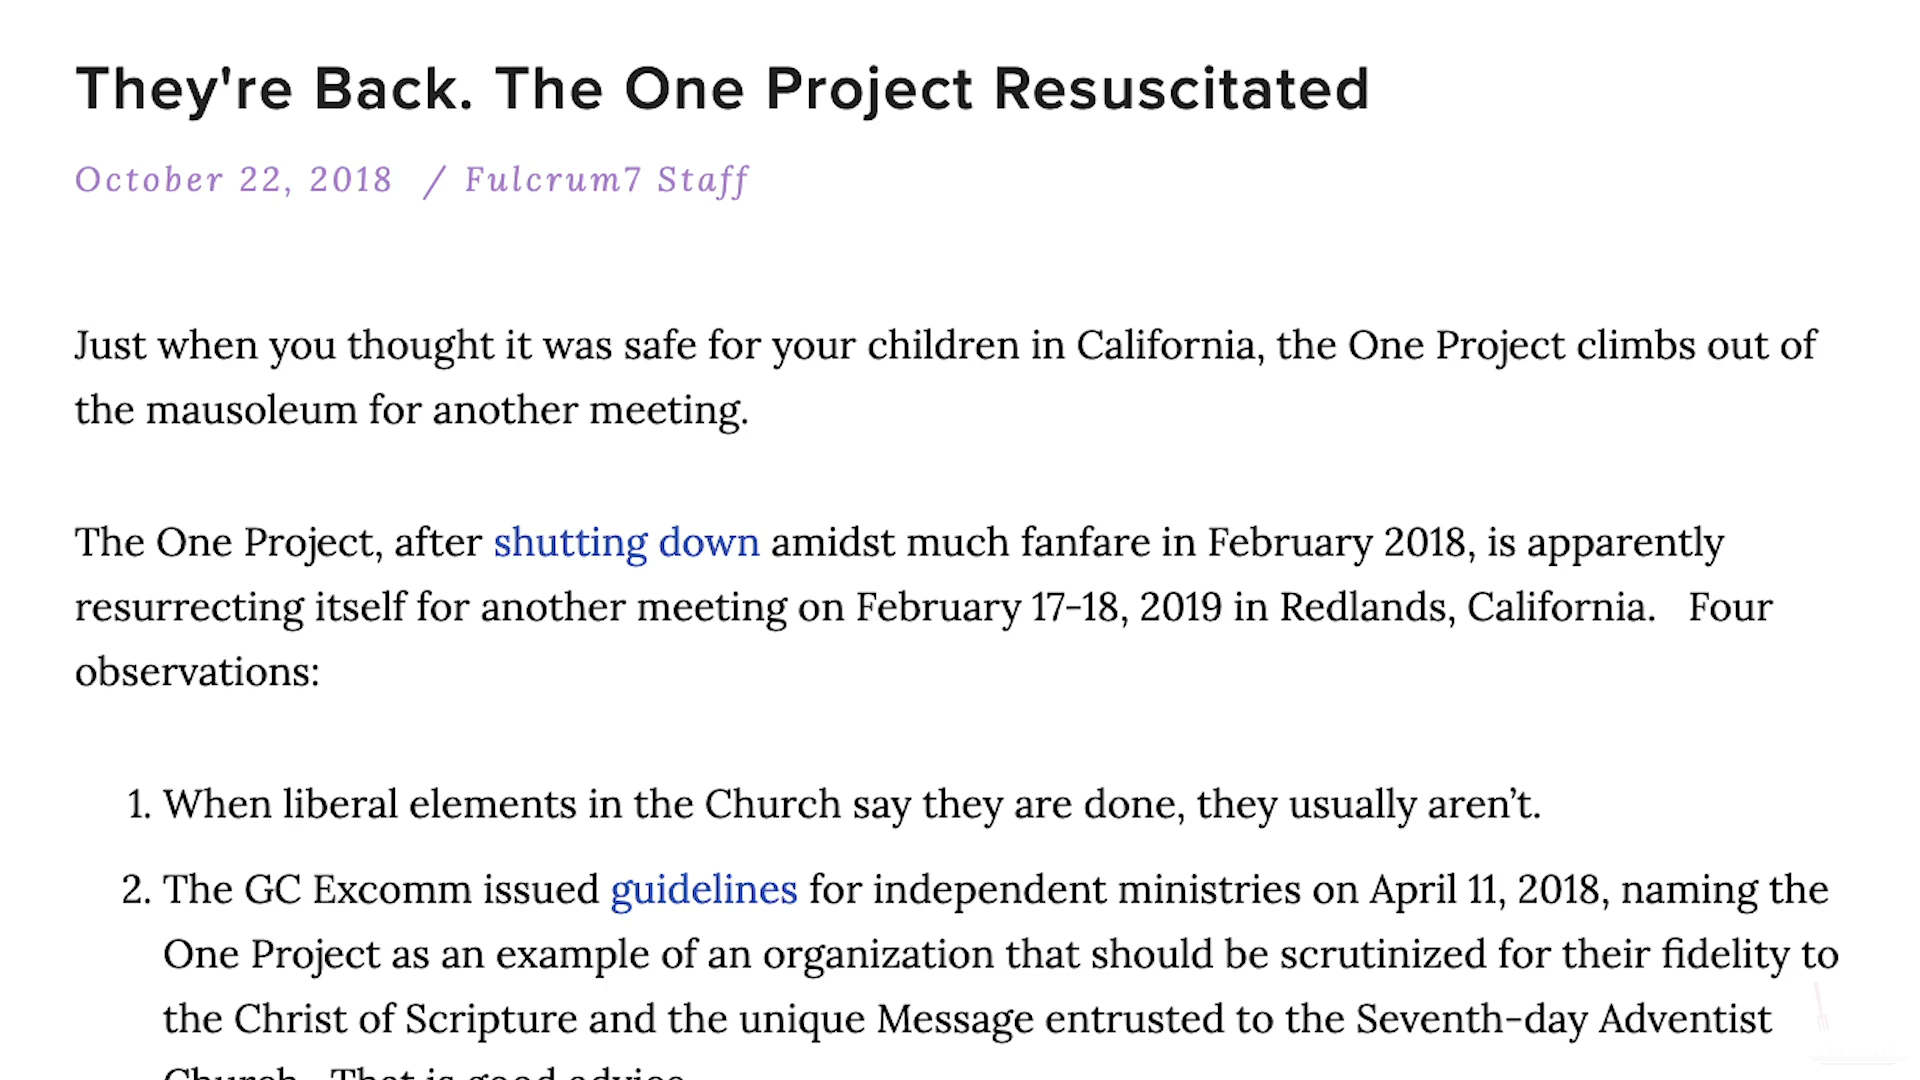 They're Back. The One Project Resuscitated
October 22, 2018 / Fulcrum7 Staff
Just when you thought it was safe for your children in California, the One Project climbs out of
the mausoleum for another meeting.
The One Project, after shutting down amidst much fanfare in February 2018, is apparently
resurrecting itself for another meeting on February 17-18, 2019 in Redlands, California. Four
observations:
1. When liberal elements in the Church say they are done, they usually aren’t.
2. The GC Excomm issued guidelines for independent ministries on April 11, 2018, naming the
One Project as an example of an organization that should be scrutinized for their fidelity to
the Christ of Scripture and the unique Message entrusted to the Seventh-day Adventist
Church. That is good advice.